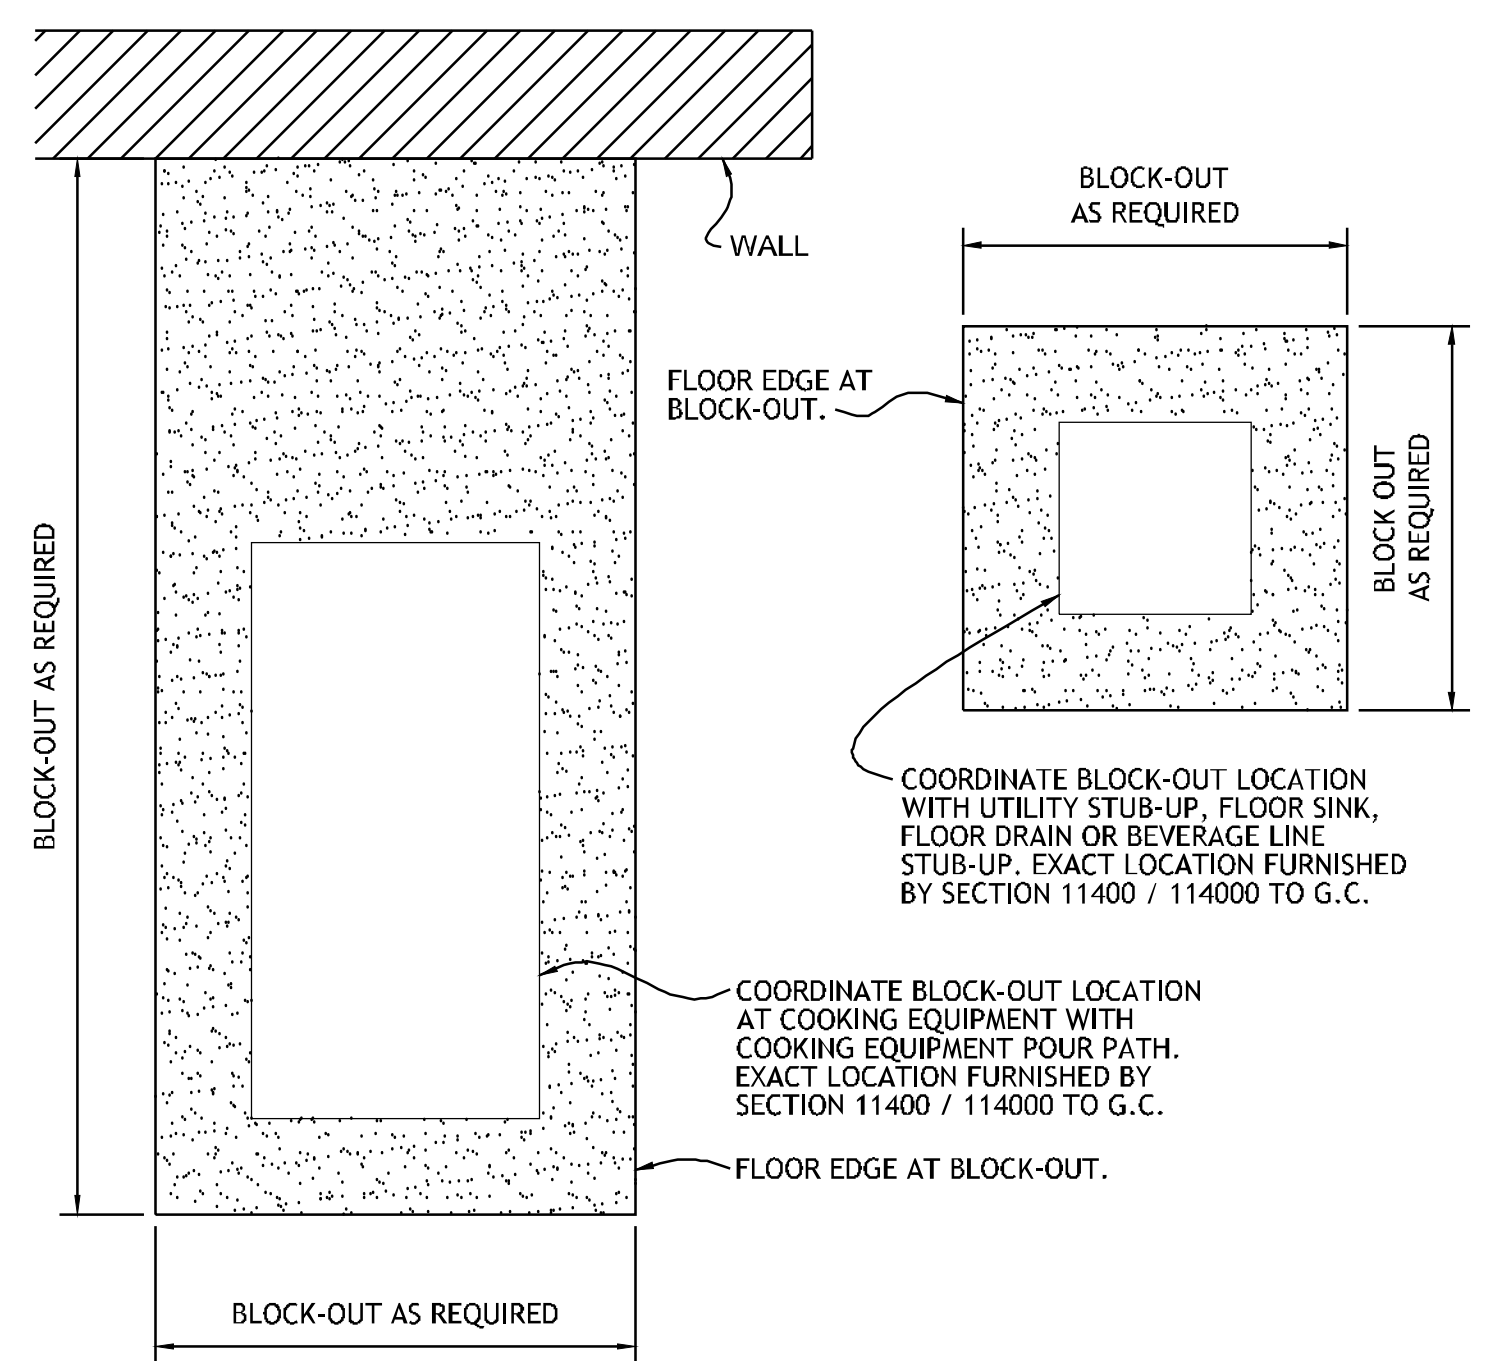 BLOCK-OUT
AS REQUIRED
WALL
FLOOR EDGE AT
BLOCK-OUT.
BLOCK OUT
AS REQUIRED
BLOCK-OUT AS REQUIRED
COORDINATE BLOCK-OUT LOCATION
WITH UTILITY STUB-UP, FLOOR SINK,
FLOOR DRAIN OR BEVERAGE LINE
STUB-UP. EXACT LOCATION FURNISHED
BY SECTION 11400 / 114000 TO G.C.
COORDINATE BLOCK-OUT LOCATION
AT COOKING EQUIPMENT WITH
COOKING EQUIPMENT POUR PATH.
EXACT LOCATION FURNISHED BY
SECTION 11400 / 114000 TO G.C.
FLOOR EDGE AT BLOCK-OUT.
BLOCK-OUT AS REQUIRED